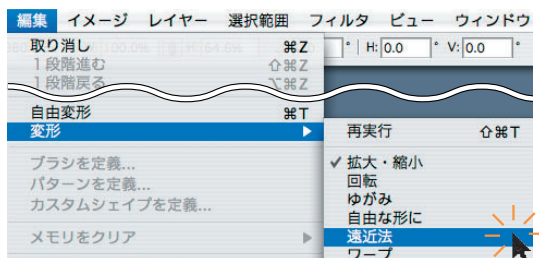 編集 イメージ レイヤー 選択範囲 フィルタ ビュー ウィンドウ
取り消し ⌘Z
° H: 0.0 ° V: 0.0 °
1段階進む ⇧⌘Z
1段階戻る ⌥⌘Z
自由変形 ⌘T
変形 ▶
再実行 ⇧⌘T
ブラシを定義...
✓ 拡大・縮小
パターンを定義...
回転
カスタムシェイプを定義...
ゆがみ
自由な形に
メモリをクリア ▶
遠近法
ワープ